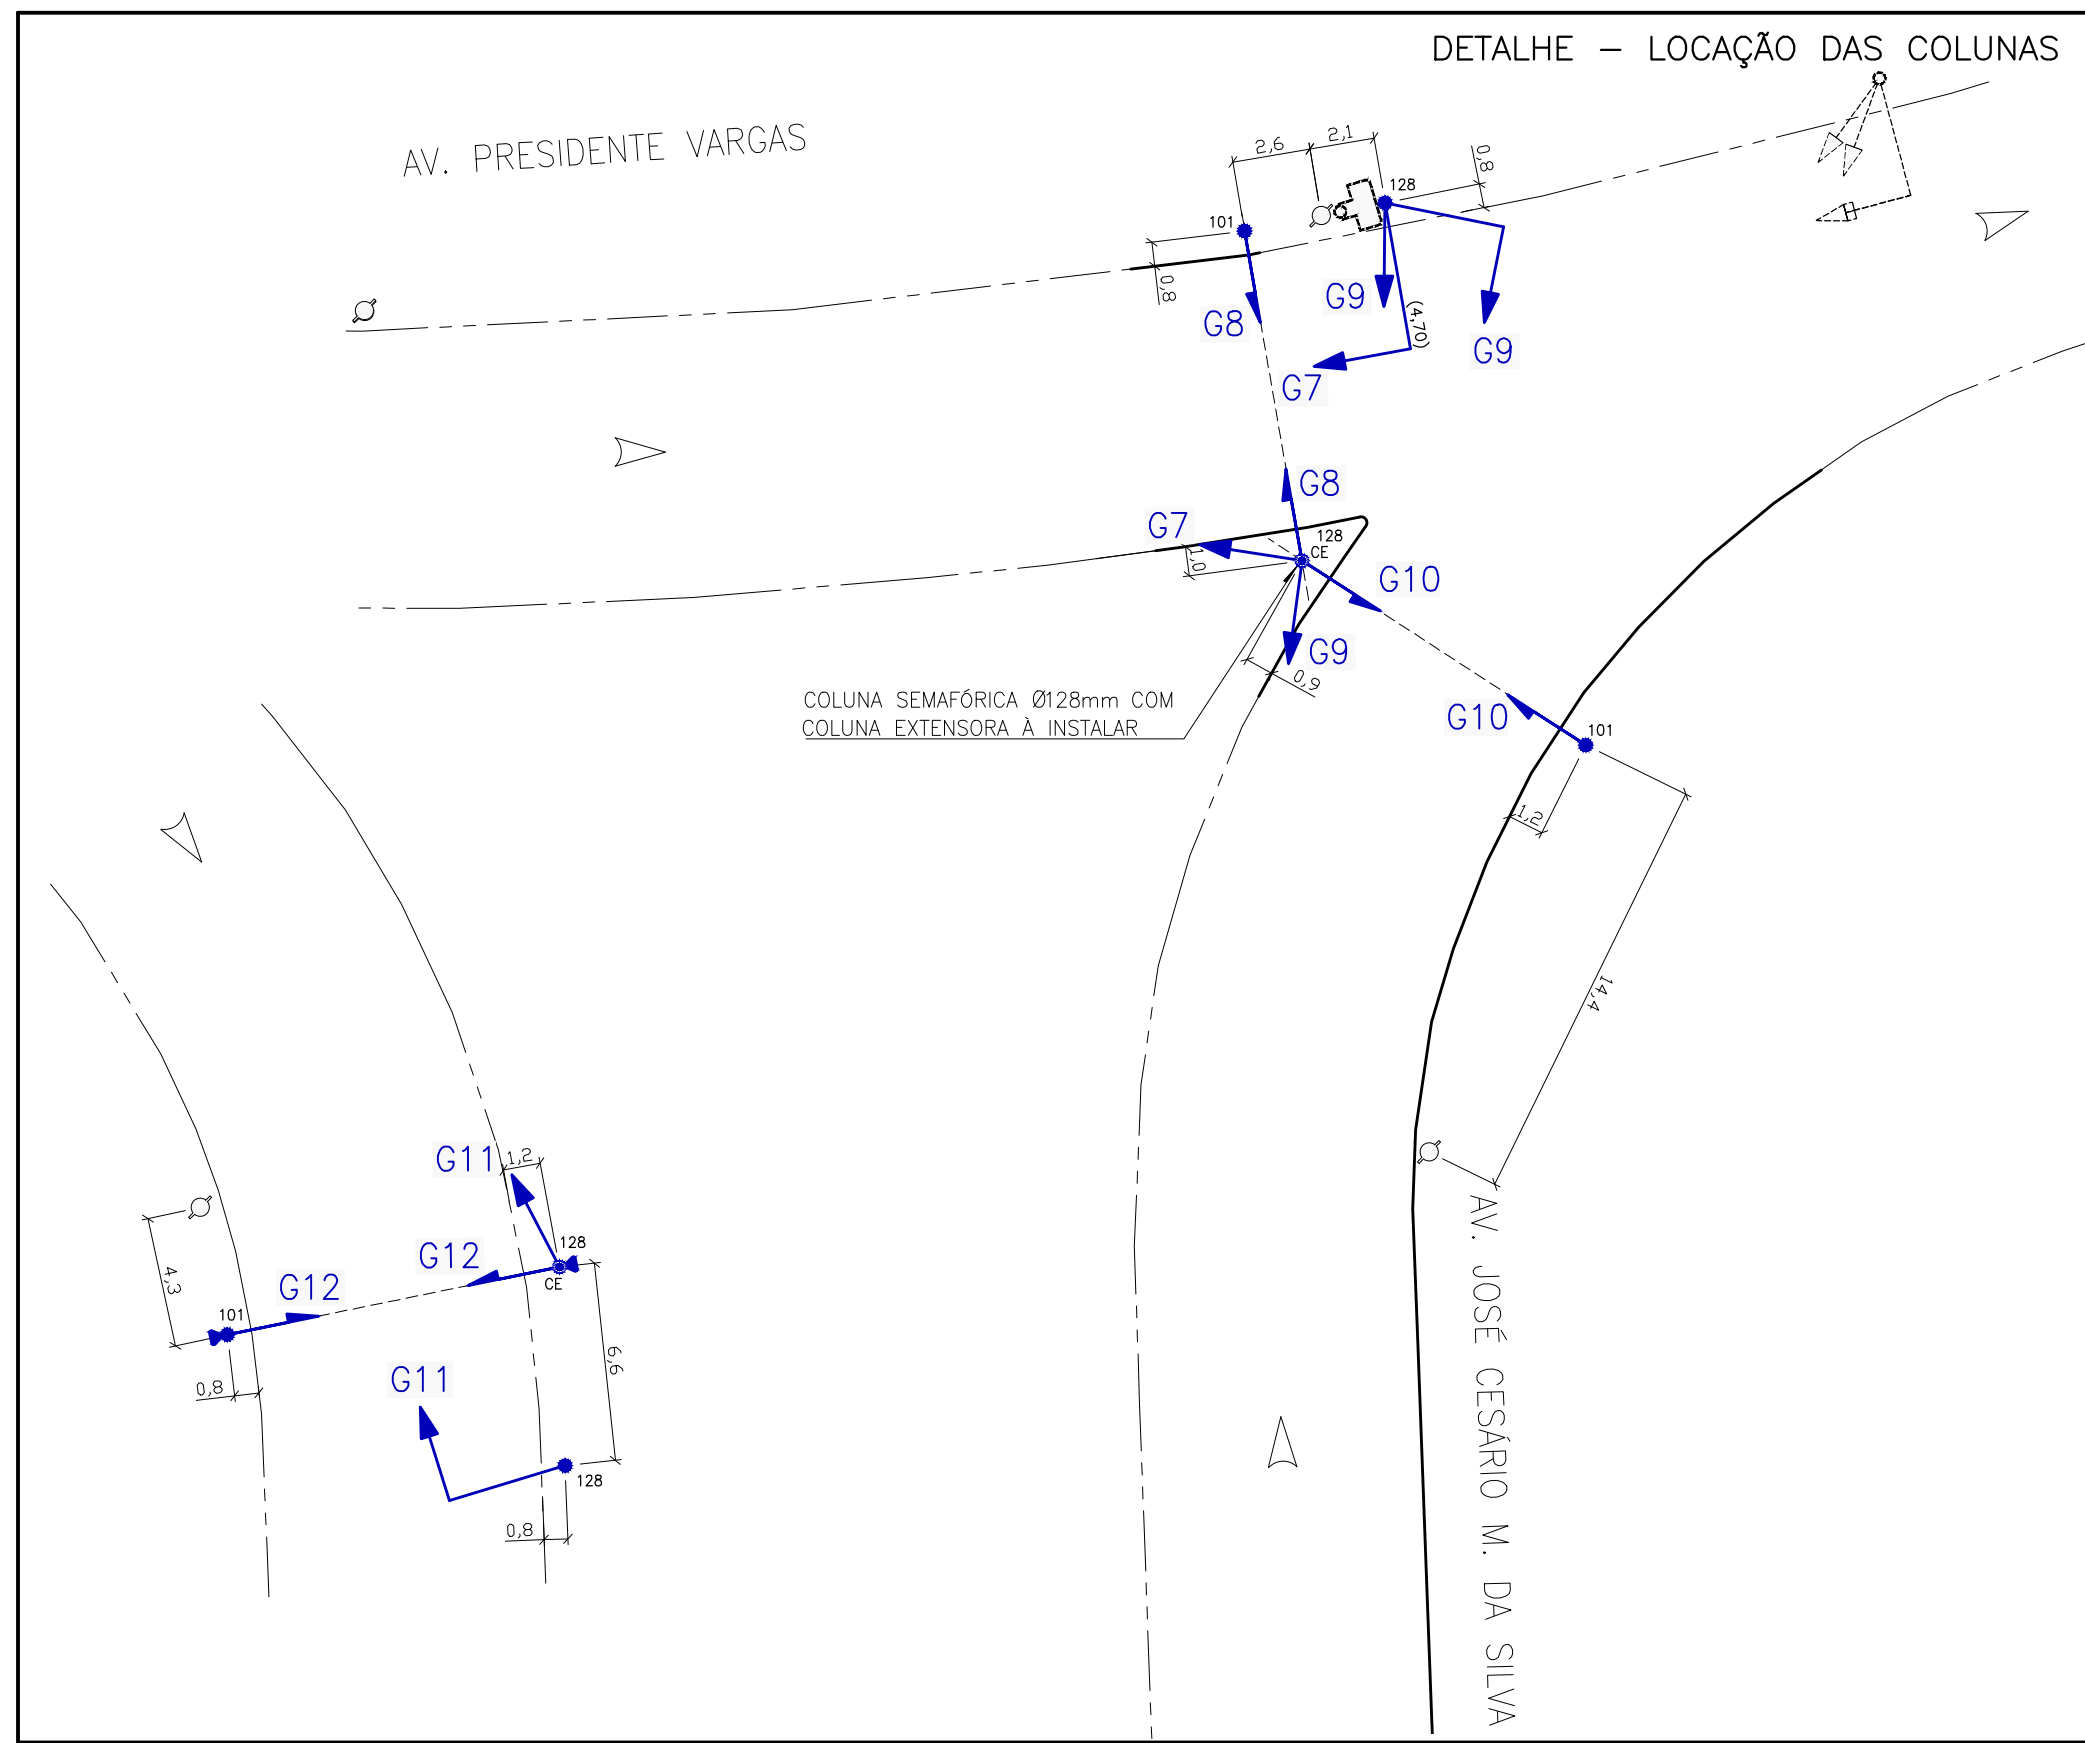 DETALHE – LOCAÇÃO DAS COLUNAS
AV. PRESIDENTE VARGAS
2,6
2,1
0,8
128
101
0,8
G9
G8
(4,70)
G9
G7
G8
G7
128
CE
1,0
G10
G9
0,9
COLUNA SEMAFÓRICA Ø128mm COM
COLUNA EXTENSORA À INSTALAR
G10
101
1,2
14,4
G11
1,2
128
G12
CE
4,3
G12
101
6,6
0,8
G11
128
0,8
AV. JOSÉ CESÁRIO M. DA SILVA